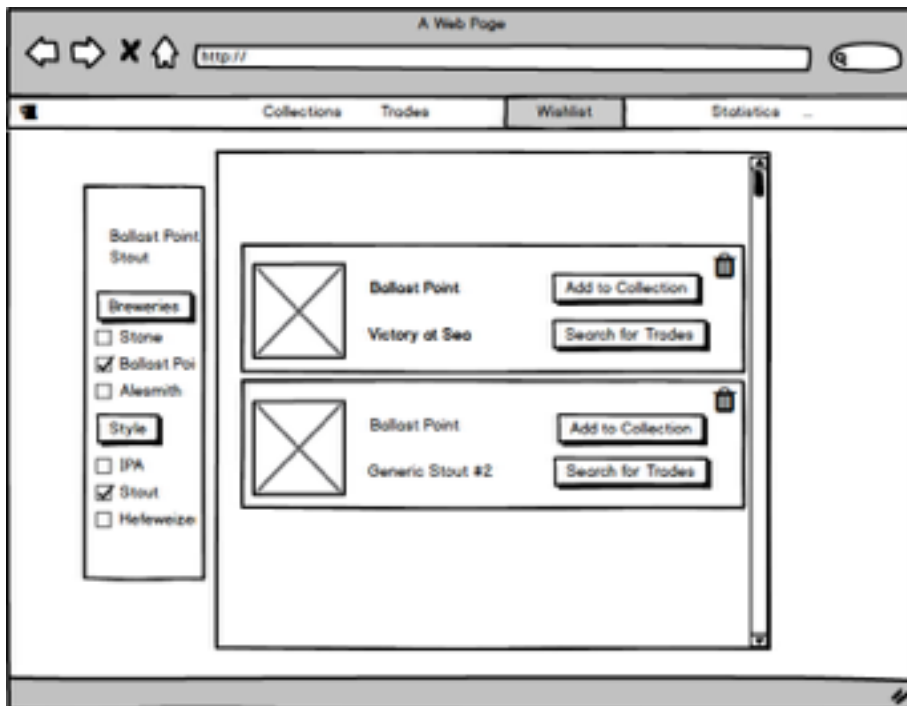 A Web Page
http://
Collections Trades Wishlist Statistics ...
Ballast Point
Stout
Breweries
Stone
Ballast Poi
Alesmith
Style
IPA
Stout
Hefeweize
Ballast Point
Add to Collection
Victory at Sea
Search for Trades
Ballast Point
Add to Collection
Generic Stout #2
Search for Trades